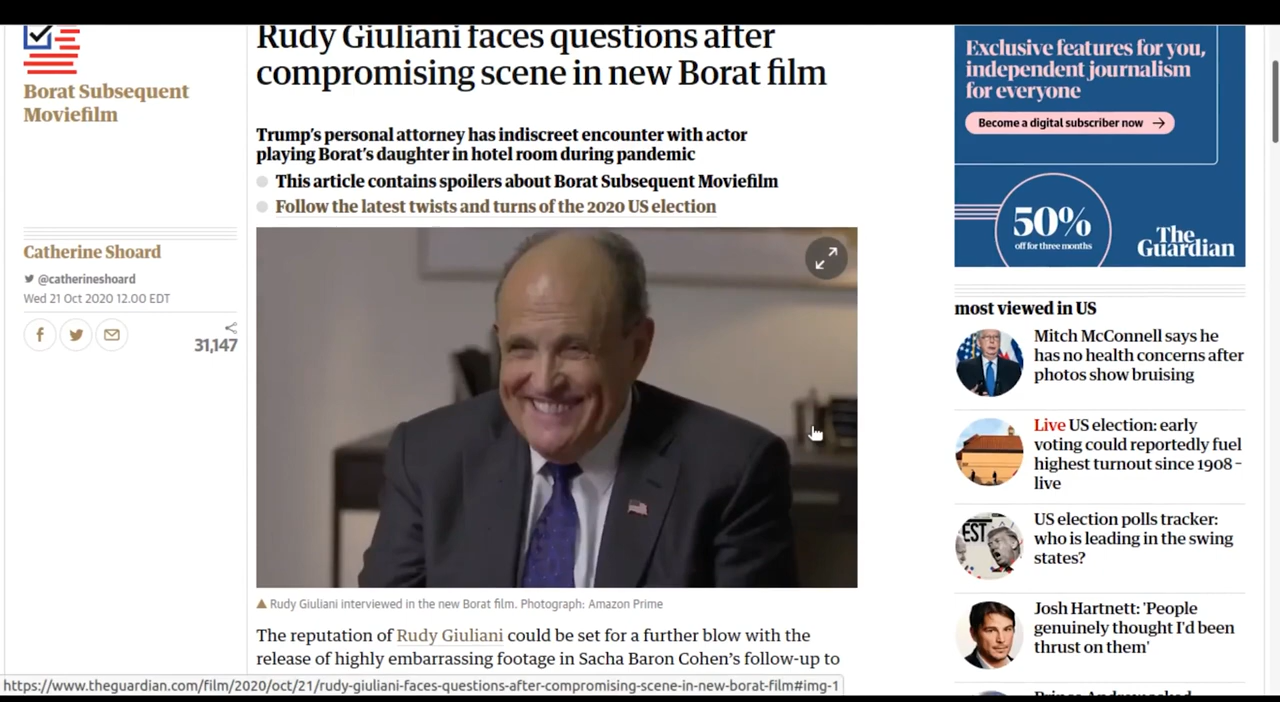 Rudy Giuliani faces questions after
compromising scene in new Borat film
Borat Subsequent
Moviefilm
Trump's personal attorney has indiscreet encounter with actor
playing Borat's daughter in hotel room during pandemic
This article contains spoilers about Borat Subsequent Moviefilm
Follow the latest twists and turns of the 2020 US election
Catherine Shoard
@catherineshoard
Wed 21 Oct 2020 12.00 EDT
31,147
Rudy Giuliani interviewed in the new Borat film. Photograph: Amazon Prime
The reputation of Rudy Giuliani could be set for a further blow with the
release of highly embarrassing footage in Sacha Baron Cohen's follow-up to
https://www.theguardian.com/film/2020/oct/21/rudy-giuliani-faces-questions-after-compromising-scene-in-new-borat-film#img-1
Exclusive features for you,
independent journalism
for everyone
Become a digital subscriber now
50%
off for three months
The
Guardian
most viewed in US
Mitch McConnell says he
has no health concerns after
photos show bruising
Live US election: early
voting could reportedly fuel
highest turnout since 1908 –
live
EST
US election polls tracker:
who is leading in the swing
states?
Josh Hartnett: 'People
genuinely thought I'd been
thrust on them'
Prince Andrew asked